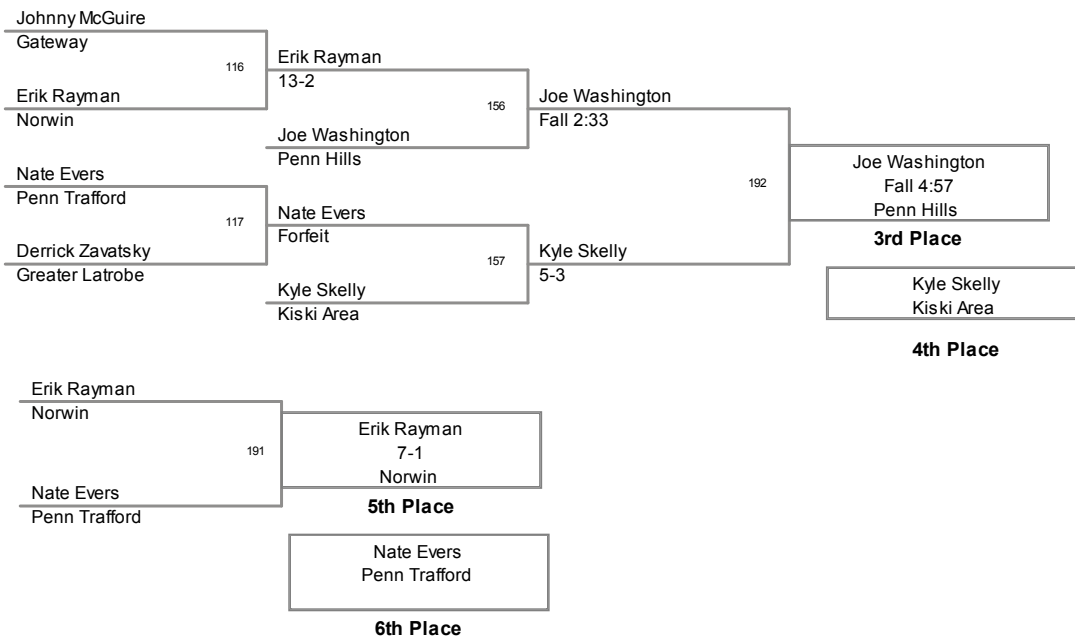 Johnny McGuire
Gateway
116
Erik Rayman
Norwin
Erik Rayman
13-2
156
Joe Washington
Penn Hills
Joe Washington
Fall 2:33
Nate Evers
Penn Trafford
117
Derrick Zavatsky
Greater Latrobe
Nate Evers
Forfeit
157
Kyle Skelly
Kiski Area
Kyle Skelly
5-3
192
Joe Washington
Fall 4:57
Penn Hills
3rd Place
Kyle Skelly
Kiski Area
4th Place
Erik Rayman
Norwin
191
Nate Evers
Penn Trafford
Erik Rayman
7-1
Norwin
5th Place
Nate Evers
Penn Trafford
6th Place